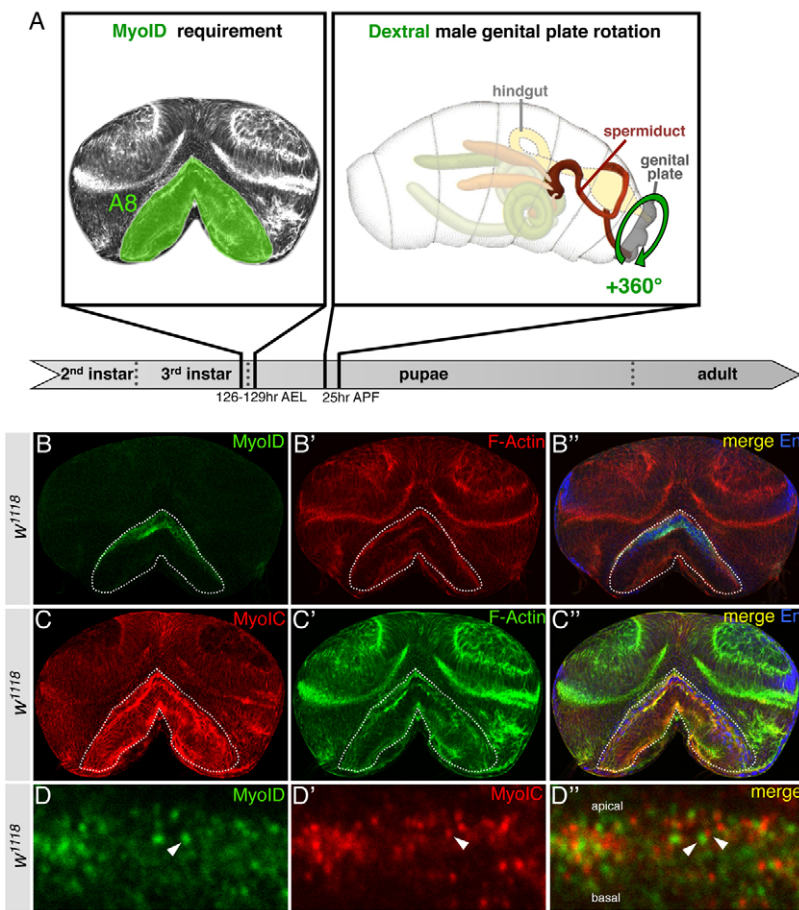 A
MyoID requirement
Dextral male genital plate rotation
A8
hindgut
spermiduct
genital
plate
+360°
2nd instar
3rd instar
pupae
adult
126-129hr AEL
25hr APF
w1118
B
MyoID
B'
F-Actin
B''
merge En
w1118
C
MyoIC
C'
F-Actin
C''
merge En
w1118
D
MyoID
D'
MyoIC
D''
merge
apical
basal